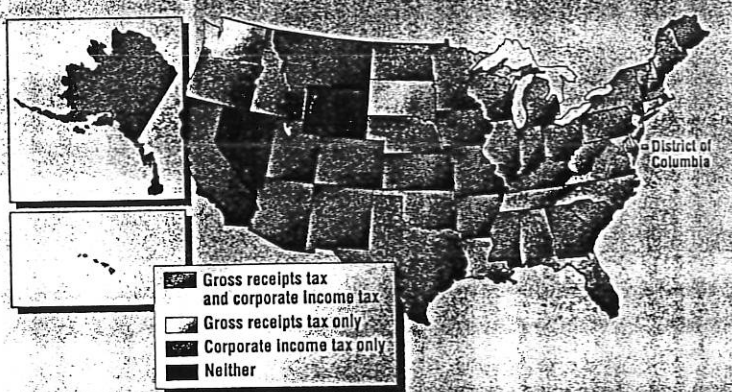 District of
Columbia
Gross receipts tax
and corporate income tax
Gross receipts tax only
Corporate income tax only
Neither